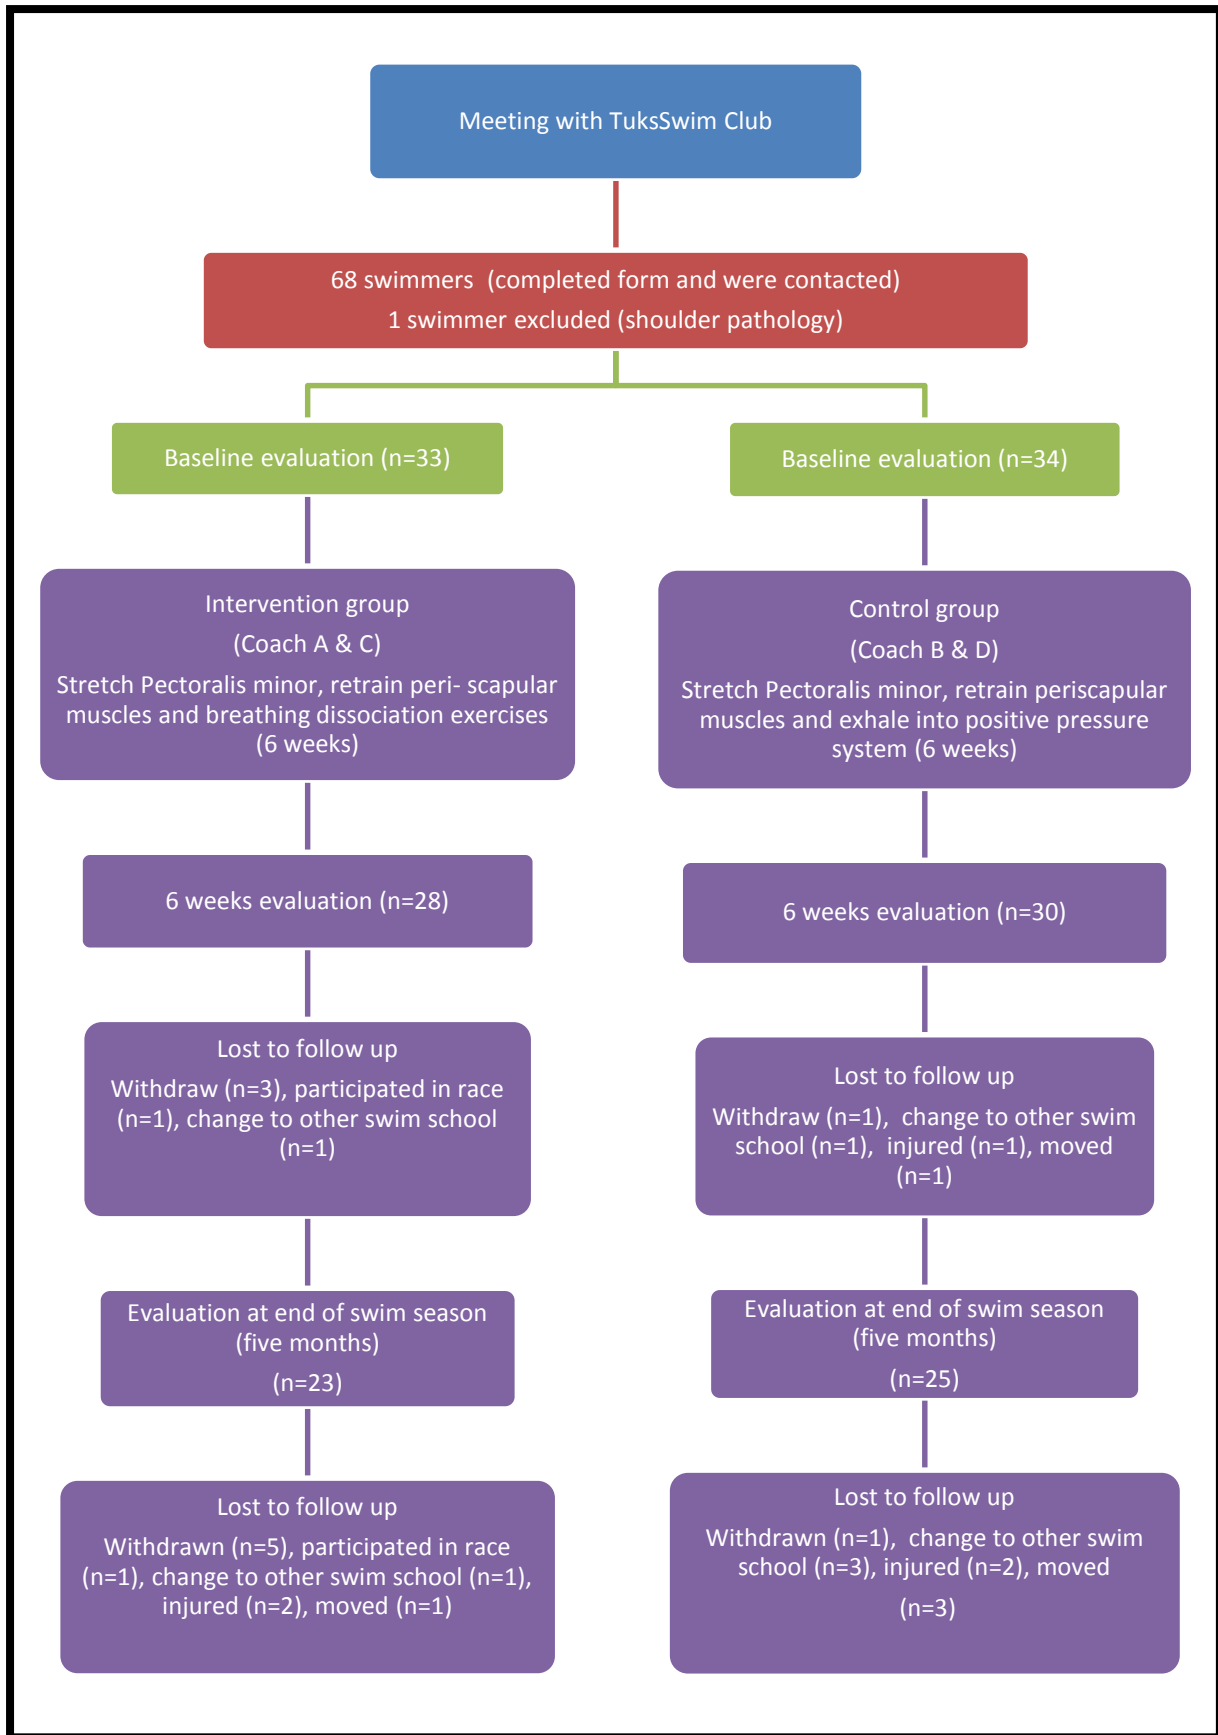 Meeting with TuksSwim Club
68 swimmers  (completed form and were contacted)
1 swimmer excluded (shoulder pathology)
Baseline evaluation (n=33)
Baseline evaluation (n=34)
Intervention group
(Coach A & C)
Stretch Pectoralis minor, retrain peri- scapular
muscles and breathing dissociation exercises
(6 weeks)
Control group
(Coach B & D)
Stretch Pectoralis minor, retrain periscapular
muscles and exhale into positive pressure
system (6 weeks)
6 weeks evaluation (n=28)
6 weeks evaluation (n=30)
Lost to follow up
Withdraw (n=3), participated in race
(n=1), change to other swim school
(n=1)
Lost to follow up
Withdraw (n=1),  change to other swim
school (n=1),  injured (n=1), moved
(n=1)
Evaluation at end of swim season
(five months)
(n=23)
Evaluation at end of swim season
(five months)
(n=25)
Lost to follow up
Withdrawn (n=5), participated in race
(n=1), change to other swim school (n=1),
injured (n=2), moved (n=1)
Lost to follow up
Withdrawn (n=1),  change to other swim
school (n=3), injured (n=2), moved
(n=3)